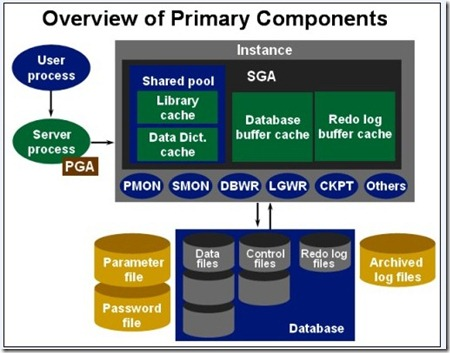 Overview of Primary Components
Instance
User
process
Shared pool
SGA
Library
cache
Database
buffer cache
Redo log
buffer cache
Server
process
Data Dict.
cache
PGA
PMON
SMON
DBWR
LGWR
CKPT
Others
Parameter
file
Data
files
Control
files
Redo log
files
Archived
log files
Password
file
Database